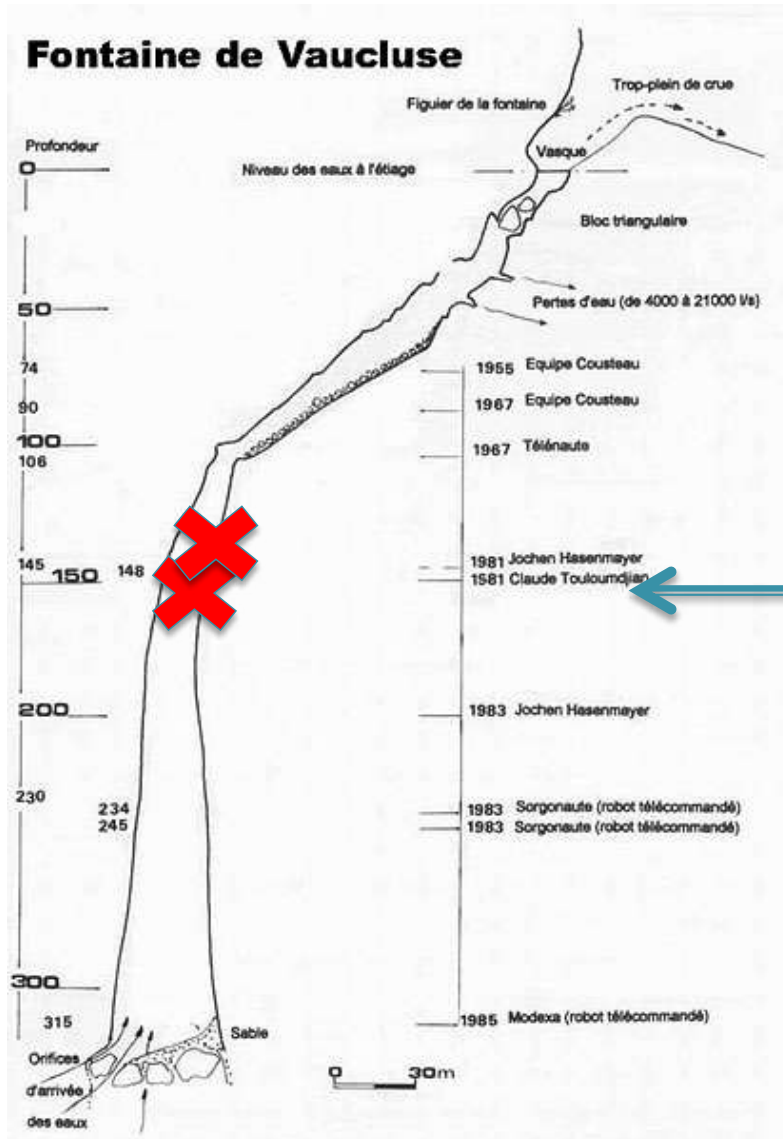 Fontaine de Vaucluse
Trop-plein de crue
Figuier de la fontaine
Profondeur
Vasque
0
Niveau des eaux à l'étiage
Bloc triangulaire
50
Pertes d'eau (de 4000 à 21000 l/s)
74
1955 Equipe Cousteau
90
1967 Equipe Cousteau
100
106
1967 Télénaute
145
148
1981 Jochen Hasenmayer
150
1581 Claude Touloumdjian
200
1983 Jochen Hasenmayer
230
234
1983 Sorgonaute (robot télécommandé)
245
1983 Sorgonaute (robot télécommandé)
300
315
1985 Modexa (robot télécommandé)
Sable
Orifices
d'arrivée
des eaux
0 30m